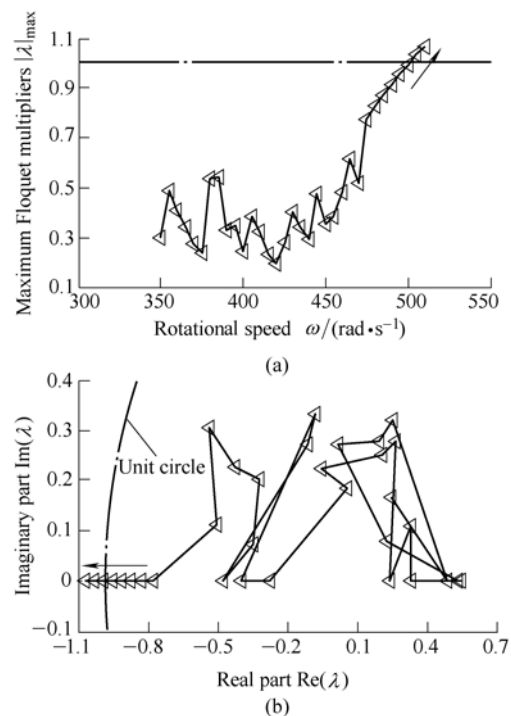 Maximum Floquet multipliers |λ|max
1.1
1.0
0.9
0.7
0.5
0.3
0.1
300 350 400 450 500 550
Rotational speed ω/(rad·s⁻¹)
(a)
Imaginary part Im(λ)
0.4
0.3
0.2
0.1
0
−0.1
Unit circle
−1.1 −0.8 −0.5 −0.2 0.1 0.4 0.7
Real part Re(λ)
(b)